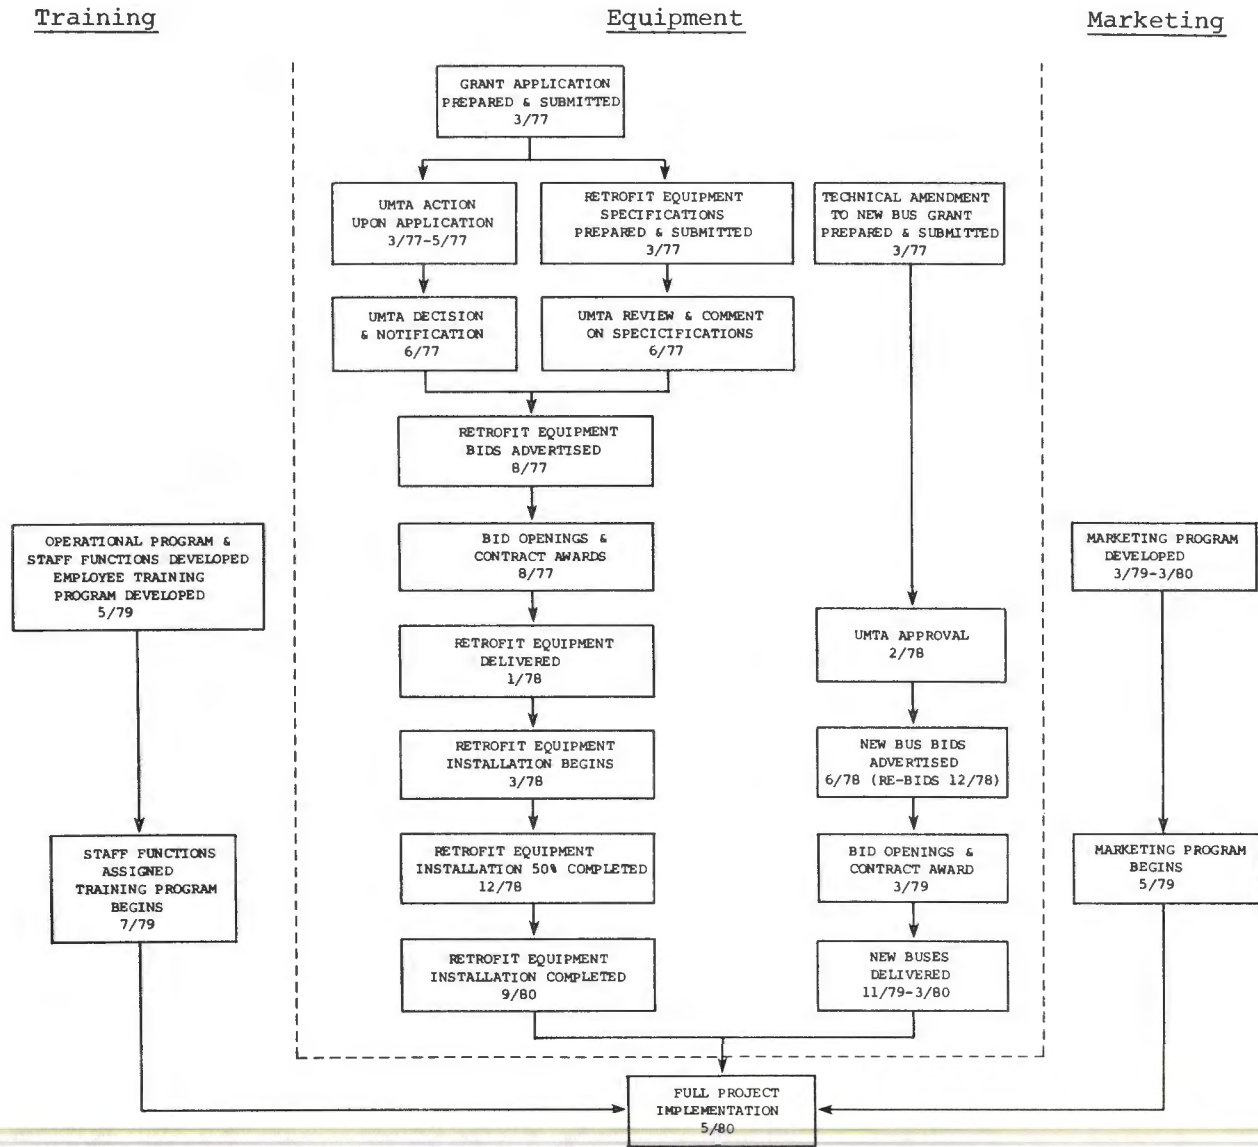 Training
Equipment
Marketing
GRANT APPLICATION
PREPARED & SUBMITTED
3/77
UMTA ACTION
UPON APPLICATION
3/77-5/77
RETROFIT EQUIPMENT
SPECIFICATIONS
PREPARED & SUBMITTED
3/77
TECHNICAL AMENDMENT
TO NEW BUS GRANT
PREPARED & SUBMITTED
3/77
UMTA DECISION
& NOTIFICATION
6/77
UMTA REVIEW & COMMENT
ON SPECICIFICATIONS
6/77
RETROFIT EQUIPMENT
BIDS ADVERTISED
8/77
OPERATIONAL PROGRAM &
STAFF FUNCTIONS DEVELOPED
EMPLOYEE TRAINING
PROGRAM DEVELOPED
5/79
BID OPENINGS &
CONTRACT AWARDS
8/77
MARKETING PROGRAM
DEVELOPED
3/79-3/80
RETROFIT EQUIPMENT
DELIVERED
1/78
UMTA APPROVAL
2/78
RETROFIT EQUIPMENT
INSTALLATION BEGINS
3/78
NEW BUS BIDS
ADVERTISED
6/78 (RE-BIDS 12/78)
STAFF FUNCTIONS
ASSIGNED
TRAINING PROGRAM
BEGINS
7/79
RETROFIT EQUIPMENT
INSTALLATION 50% COMPLETED
12/78
BID OPENINGS &
CONTRACT AWARD
3/79
MARKETING PROGRAM
BEGINS
5/79
RETROFIT EQUIPMENT
INSTALLATION COMPLETED
9/80
NEW BUSES
DELIVERED
11/79-3/80
FULL PROJECT
IMPLEMENTATION
5/80